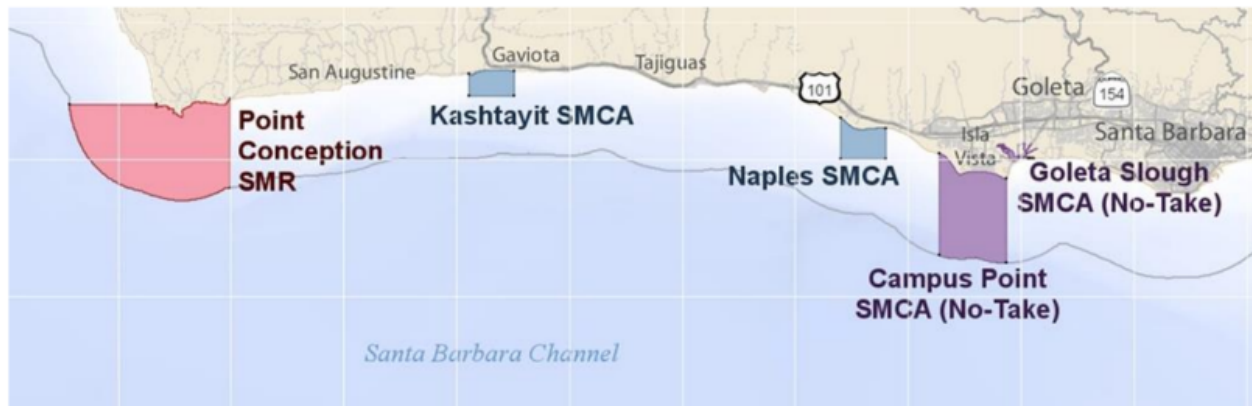 Gaviota
San Augustine
Tajiguas
Kashtayit SMCA
101
Goleta
154
Point
Conception
SMR
Isla
Vista
Santa Barbara
Naples SMCA
Goleta Slough
SMCA (No-Take)
Campus Point
SMCA (No-Take)
Santa Barbara Channel